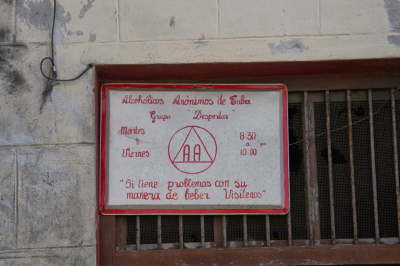 Alcohólicos Anónimos de Cuba
Grupo "Despertar"
Martes 8:30
a
Viernes 10:00
A.A
"Si tiene problemas con su
manera de beber Visítenos"